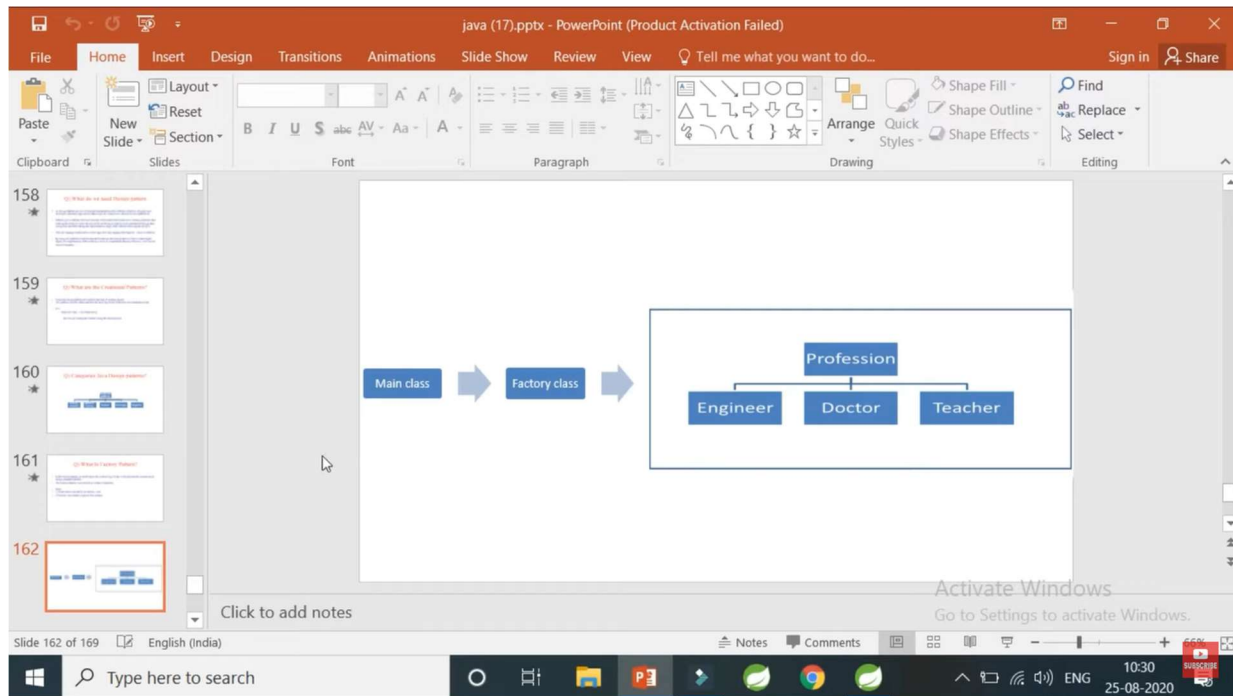 java (17).pptx - PowerPoint (Product Activation Failed)
File Home Insert Design Transitions Animations Slide Show Review View Tell me what you want to do... Sign in Share
Paste
New Slide
Layout
Reset
Section
B I U S abc AV Aa A
Arrange
Quick Styles
Shape Fill
Shape Outline
Shape Effects
Find
Replace
Select
Clipboard Slides Font Paragraph Drawing Editing
158
159
160
161
162
Main class
Factory class
Profession
Engineer Doctor Teacher
Activate Windows
Go to Settings to activate Windows.
Click to add notes
Slide 162 of 169 English (India) Notes Comments 66%
SUBSCRIBE
Type here to search
ENG
10:30
25-08-2020